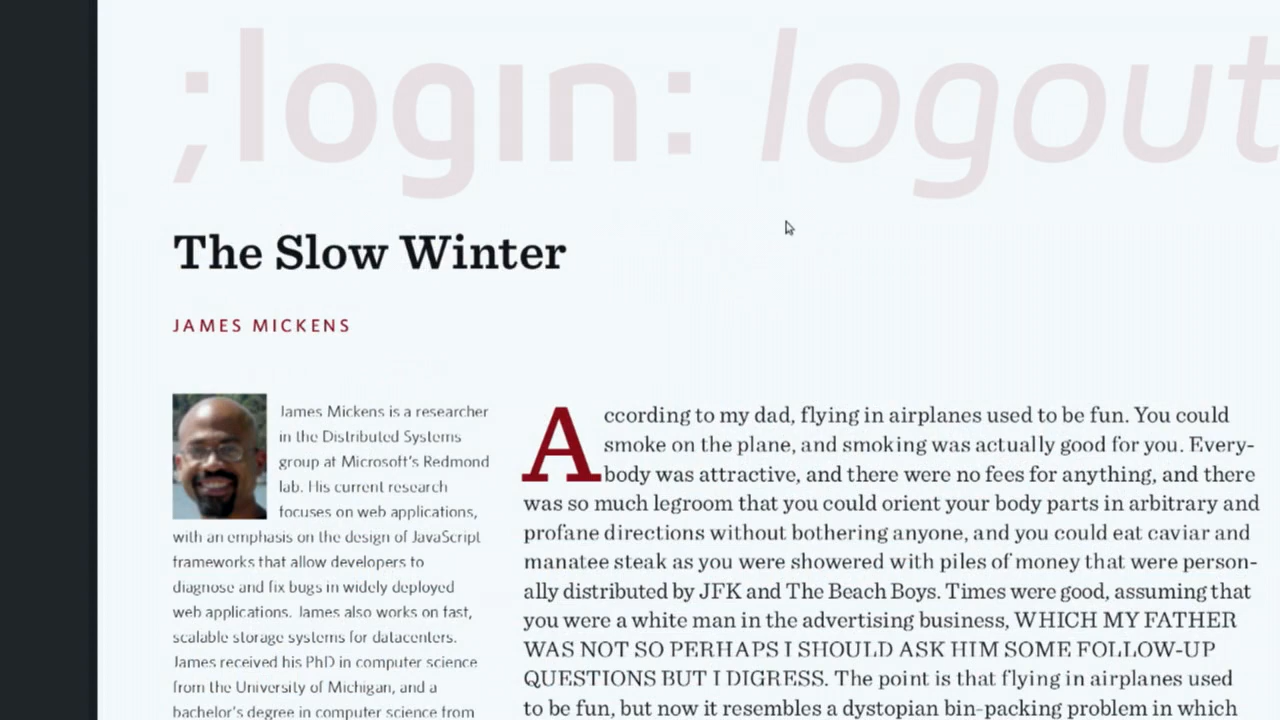 ;login: logout
The Slow Winter
JAMES MICKENS
James Mickens is a researcher
in the Distributed Systems
group at Microsoft's Redmond
lab. His current research
focuses on web applications,
with an emphasis on the design of JavaScript
frameworks that allow developers to
diagnose and fix bugs in widely deployed
web applications. James also works on fast,
scalable storage systems for datacenters.
James received his PhD in computer science
from the University of Michigan, and a
bachelor's degree in computer science from
According to my dad, flying in airplanes used to be fun. You could
smoke on the plane, and smoking was actually good for you. Every-
body was attractive, and there were no fees for anything, and there
was so much legroom that you could orient your body parts in arbitrary and
profane directions without bothering anyone, and you could eat caviar and
manatee steak as you were showered with piles of money that were person-
ally distributed by JFK and The Beach Boys. Times were good, assuming that
you were a white man in the advertising business, WHICH MY FATHER
WAS NOT SO PERHAPS I SHOULD ASK HIM SOME FOLLOW-UP
QUESTIONS BUT I DIGRESS. The point is that flying in airplanes used
to be fun, but now it resembles a dystopian bin-packing problem in which